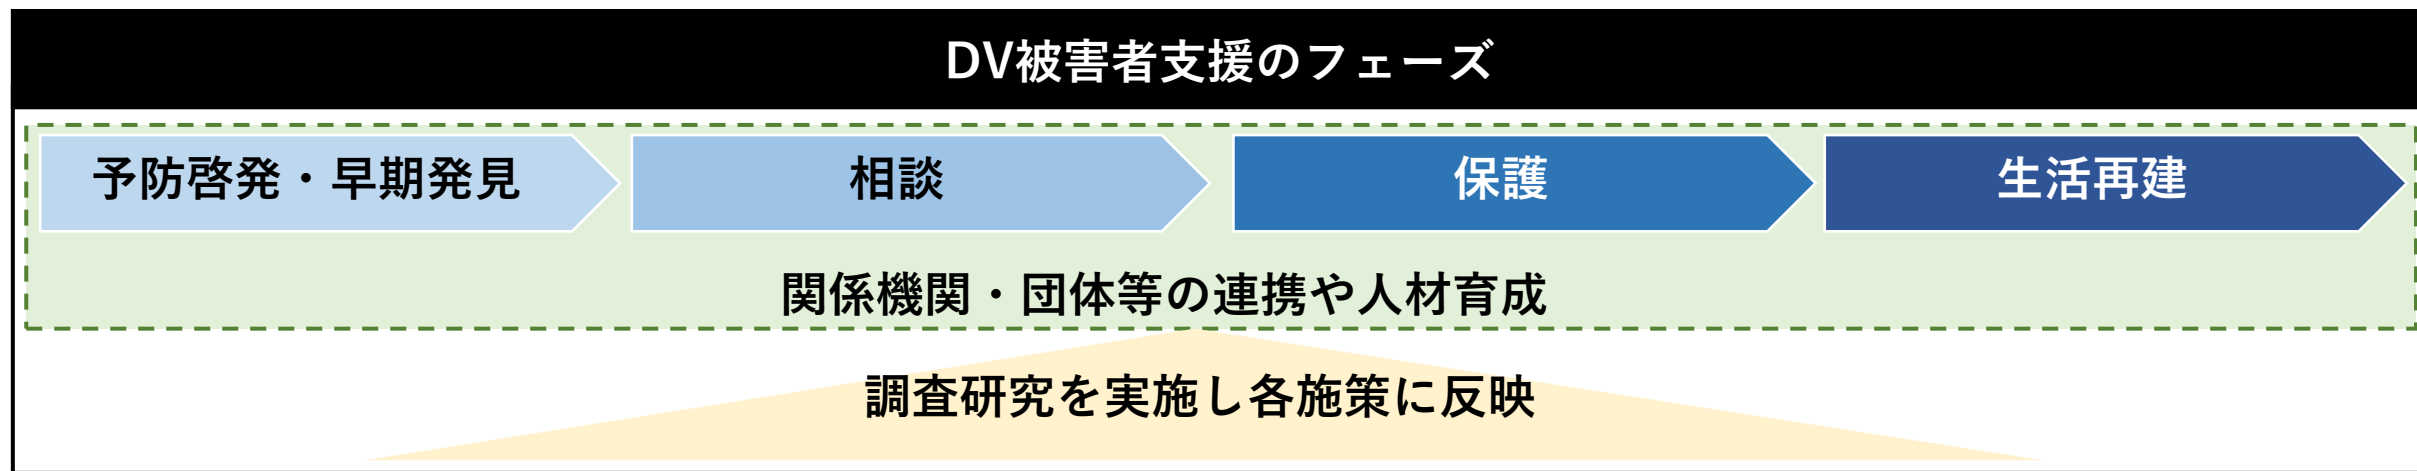 DV被害者支援のフェーズ
予防啓発・早期発見
相談
保護
生活再建
関係機関・団体等の連携や人材育成
調査研究を実施し各施策に反映